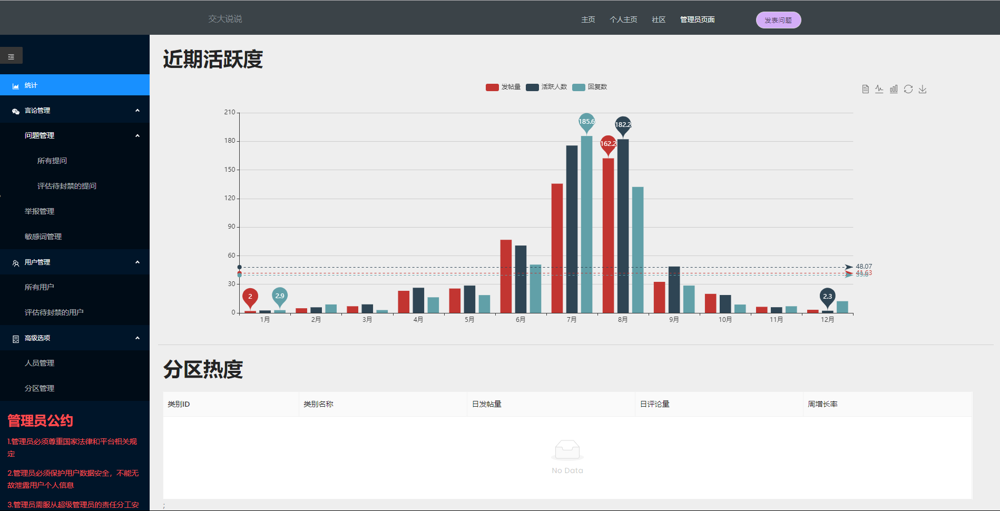 交大说说
主页
个人主页
社区
管理员页面
发表问题
统计
言论管理
问题管理
所有提问
评估待封禁的提问
举报管理
敏感词管理
用户管理
所有用户
评估待封禁的用户
高级选项
人员管理
分区管理
管理员公约
1.管理员必须尊重国家法律和平台相关规
定
2.管理员必须保护用户数据安全，不能无
故泄露用户个人信息
3.管理员需服从超级管理员的责任分工安
近期活跃度
发帖量
活跃人数
回复数
210
180
150
120
90
60
30
0
185.6
182.2
162.2
2
2.9
2.3
48.07
41.63
1月
2月
3月
4月
5月
6月
7月
8月
9月
10月
11月
12月
分区热度
类别ID
类别名称
日发帖量
日评论量
周增长率
No Data
;